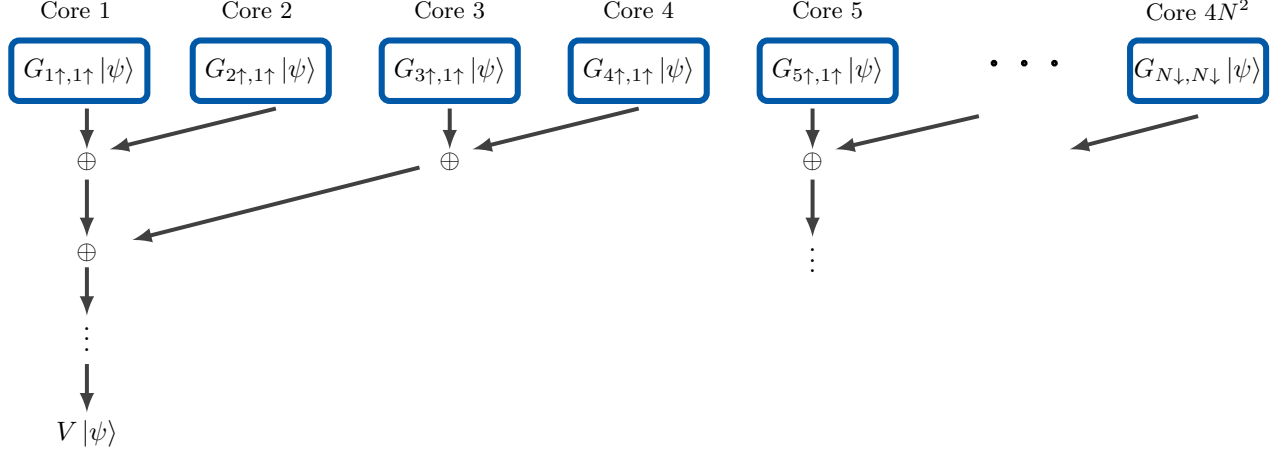 Core 1 Core 2 Core 3 Core 4 Core 5 Core 4N²
G₁↑,₁↑ |ψ⟩ G₂↑,₁↑ |ψ⟩ G₃↑,₁↑ |ψ⟩ G₄↑,₁↑ |ψ⟩ G₅↑,₁↑ |ψ⟩ · · · G_{N↓,N↓} |ψ⟩
⊕ ⊕ ⊕
⊕ ⋮
⋮
V |ψ⟩